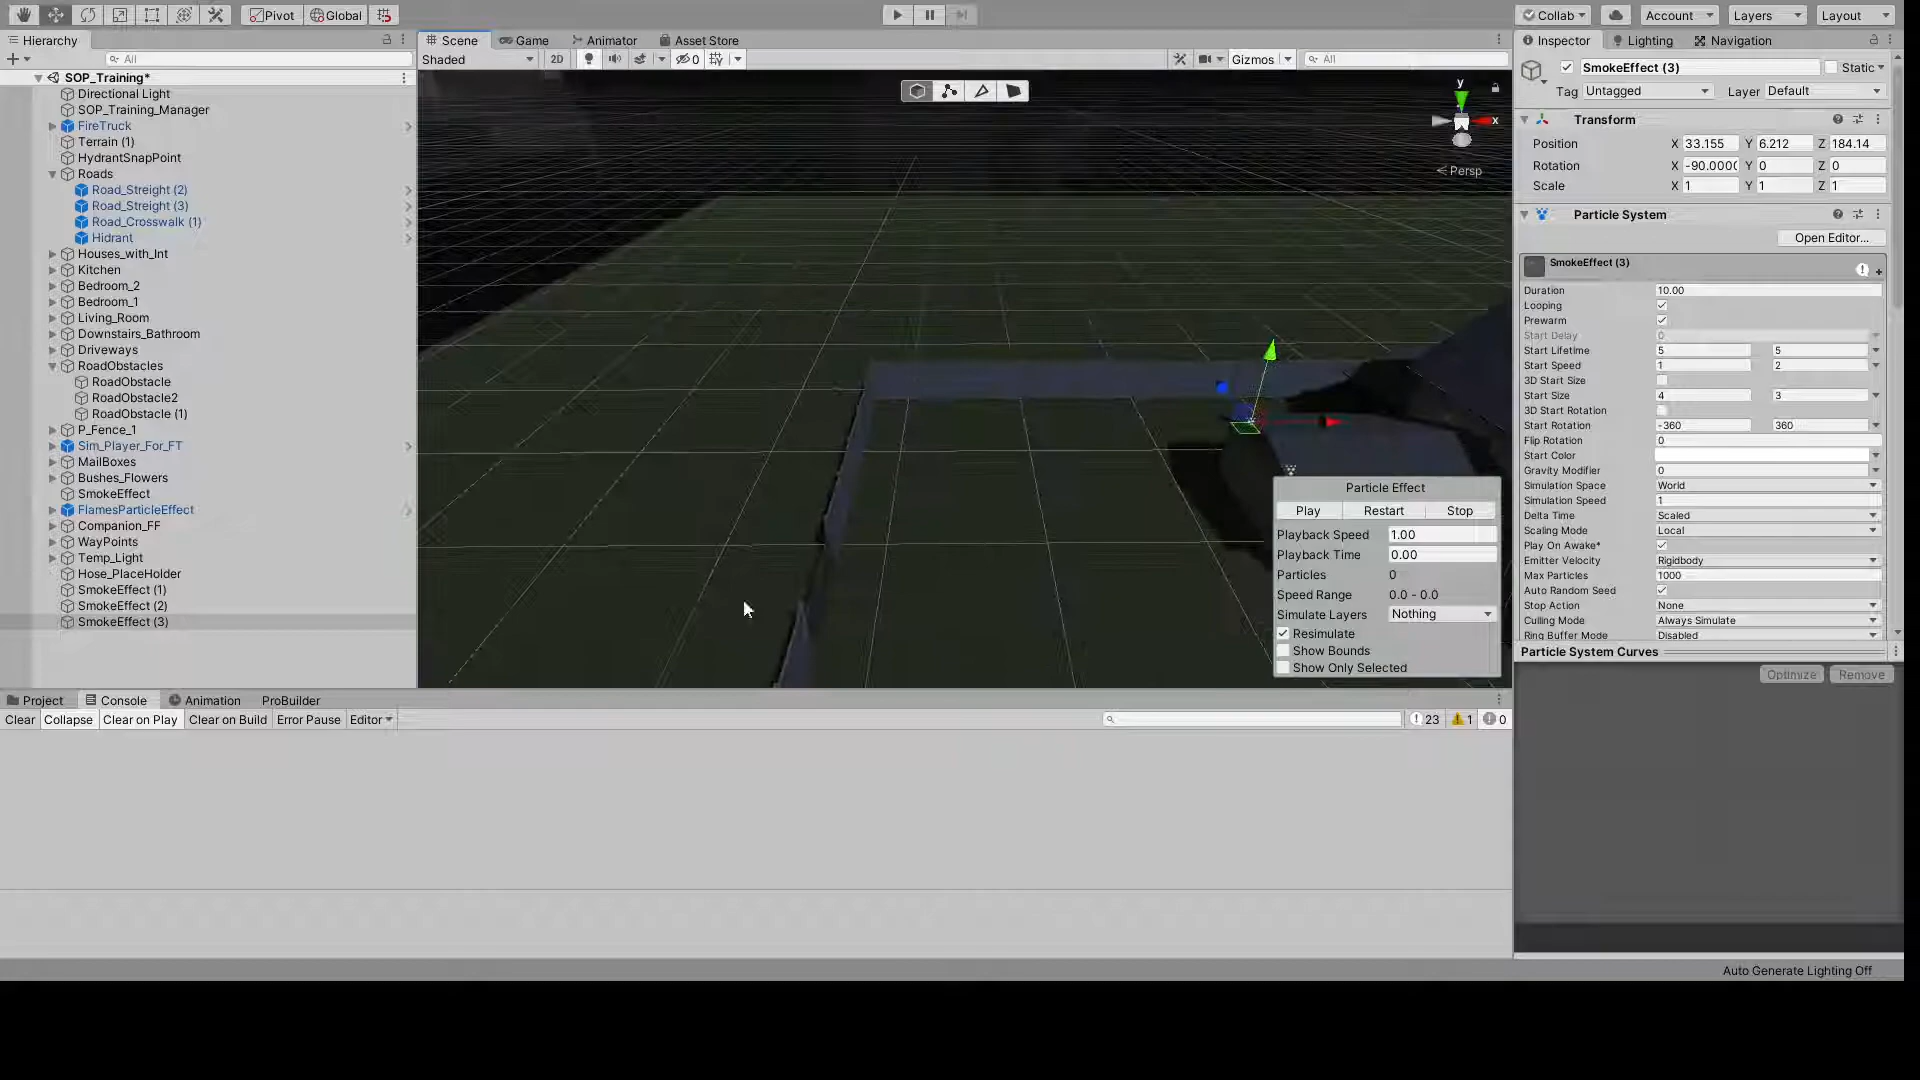 Pivot Global Collab Account Layers Layout
Hierarchy Scene Game Animator Asset Store Inspector Lighting Navigation
All Shaded 2D 0 Gizmos All SmokeEffect (3) Static
Tag Untagged Layer Default
SOP_Training*
Directional Light
SOP_Training_Manager
FireTruck
Terrain (1)
HydrantSnapPoint
Roads
Road_Streight (2)
Road_Streight (3)
Road_Crosswalk (1)
Hidrant
Houses_with_Int
Kitchen
Bedroom_2
Bedroom_1
Living_Room
Downstairs_Bathroom
Driveways
RoadObstacles
RoadObstacle
RoadObstacle2
RoadObstacle (1)
P_Fence_1
Sim_Player_For_FT
MailBoxes
Bushes_Flowers
SmokeEffect
FlamesParticleEffect
Companion_FF
WayPoints
Temp_Light
Hose_PlaceHolder
SmokeEffect (1)
SmokeEffect (2)
SmokeEffect (3)
y
x
Persp
Particle Effect
Play Restart Stop
Playback Speed 1.00
Playback Time 0.00
Particles 0
Speed Range 0.0 - 0.0
Simulate Layers Nothing
Resimulate
Show Bounds
Show Only Selected
Transform
Position X 33.155 Y 6.212 Z 184.14
Rotation X -90.0000 Y 0 Z 0
Scale X 1 Y 1 Z 1
Particle System
Open Editor...
SmokeEffect (3)
Duration 10.00
Looping
Prewarm
Start Delay 0
Start Lifetime 5 5
Start Speed 1 2
3D Start Size
Start Size 4 3
3D Start Rotation
Start Rotation -360 360
Flip Rotation 0
Start Color
Gravity Modifier 0
Simulation Space World
Simulation Speed 1
Delta Time Scaled
Scaling Mode Local
Play On Awake*
Emitter Velocity Rigidbody
Max Particles 1000
Auto Random Seed
Stop Action None
Culling Mode Always Simulate
Ring Buffer Mode Disabled
Particle System Curves
Optimize Remove
Project Console Animation ProBuilder
Clear Collapse Clear on Play Clear on Build Error Pause Editor 23 1 0
Auto Generate Lighting Off